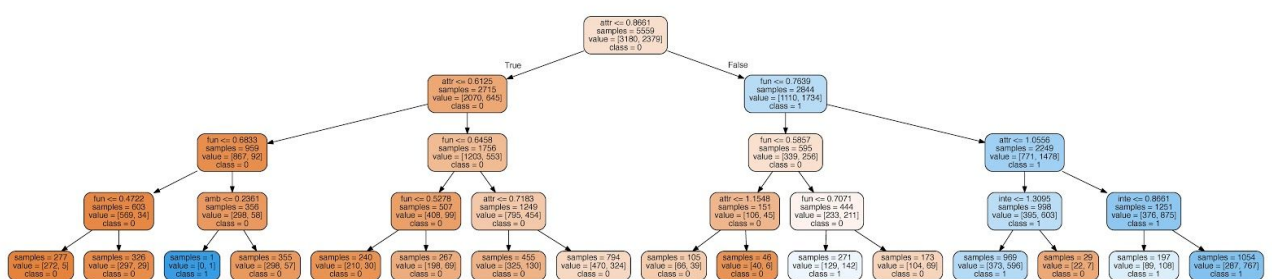 attr <= 0.8661
samples = 5559
value = [3180, 2379]
class = 0
True
False
attr <= 0.6125
samples = 2715
value = [2070, 645]
class = 0
fun <= 0.7639
samples = 2844
value = [1110, 1734]
class = 1
fun <= 0.6833
samples = 959
value = [867, 92]
class = 0
fun <= 0.6458
samples = 1756
value = [1203, 553]
class = 0
fun <= 0.5857
samples = 595
value = [339, 256]
class = 0
attr <= 1.0556
samples = 2249
value = [771, 1478]
class = 1
fun <= 0.4722
samples = 603
value = [569, 34]
class = 0
amb <= 0.2361
samples = 356
value = [298, 58]
class = 0
fun <= 0.5278
samples = 507
value = [408, 99]
class = 0
attr <= 0.7183
samples = 1249
value = [795, 454]
class = 0
attr <= 1.1548
samples = 151
value = [106, 45]
class = 0
fun <= 0.7071
samples = 444
value = [233, 211]
class = 0
inte <= 1.3095
samples = 998
value = [395, 603]
class = 1
inte <= 0.8661
samples = 1251
value = [376, 875]
class = 1
samples = 277
value = [272, 5]
class = 0
samples = 326
value = [297, 29]
class = 0
samples = 1
value = [0, 1]
class = 1
samples = 355
value = [298, 57]
class = 0
samples = 240
value = [210, 30]
class = 0
samples = 267
value = [198, 69]
class = 0
samples = 455
value = [325, 130]
class = 0
samples = 794
value = [470, 324]
class = 0
samples = 105
value = [66, 39]
class = 0
samples = 46
value = [40, 6]
class = 0
samples = 271
value = [129, 142]
class = 1
samples = 173
value = [104, 69]
class = 0
samples = 969
value = [373, 596]
class = 1
samples = 29
value = [22, 7]
class = 0
samples = 197
value = [89, 108]
class = 1
samples = 1054
value = [287, 767]
class = 1